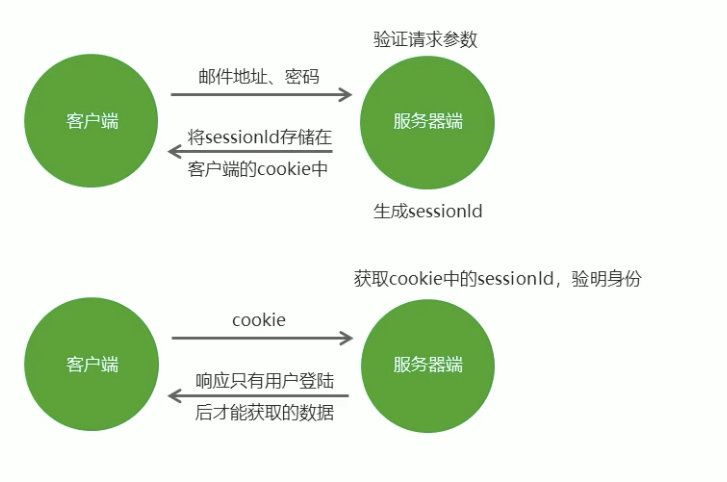 验证请求参数
邮件地址、密码
客户端
服务器端
将sessionId存储在
客户端的cookie中
生成sessionId
获取cookie中的sessionId，验明身份
cookie
客户端
服务器端
响应只有用户登陆
后才能获取的数据